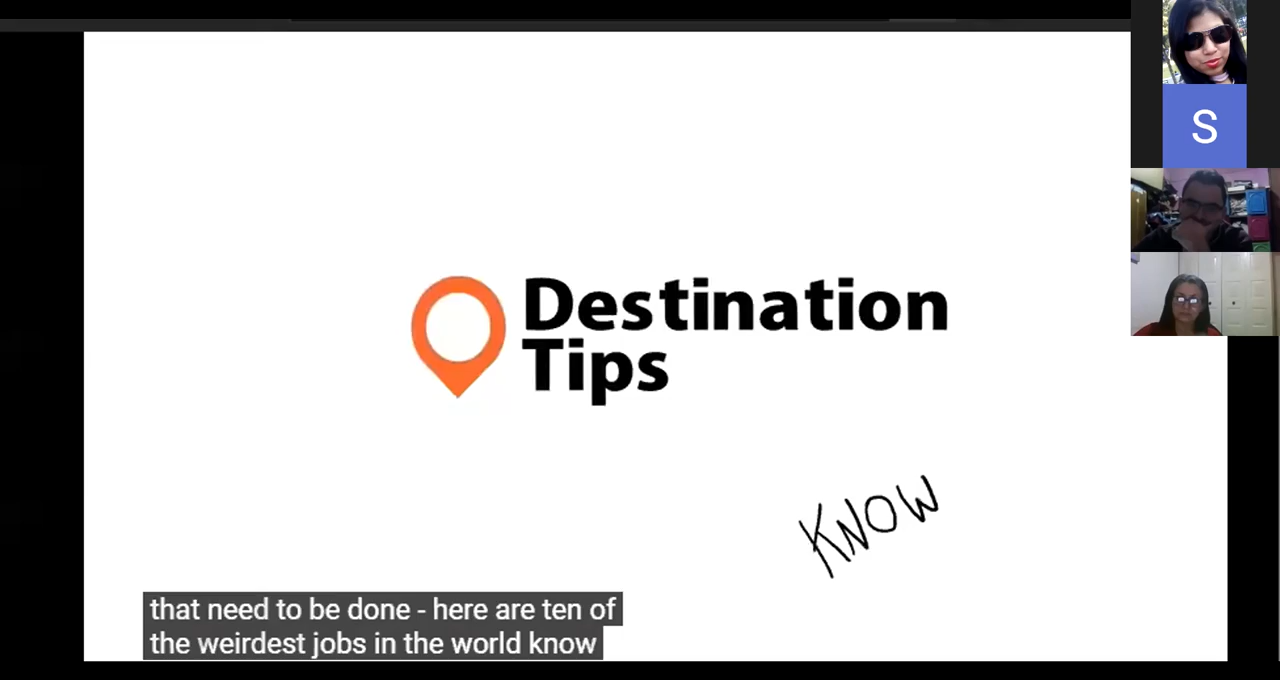 S
Destination
Tips
KNOW
that need to be done - here are ten of
the weirdest jobs in the world know